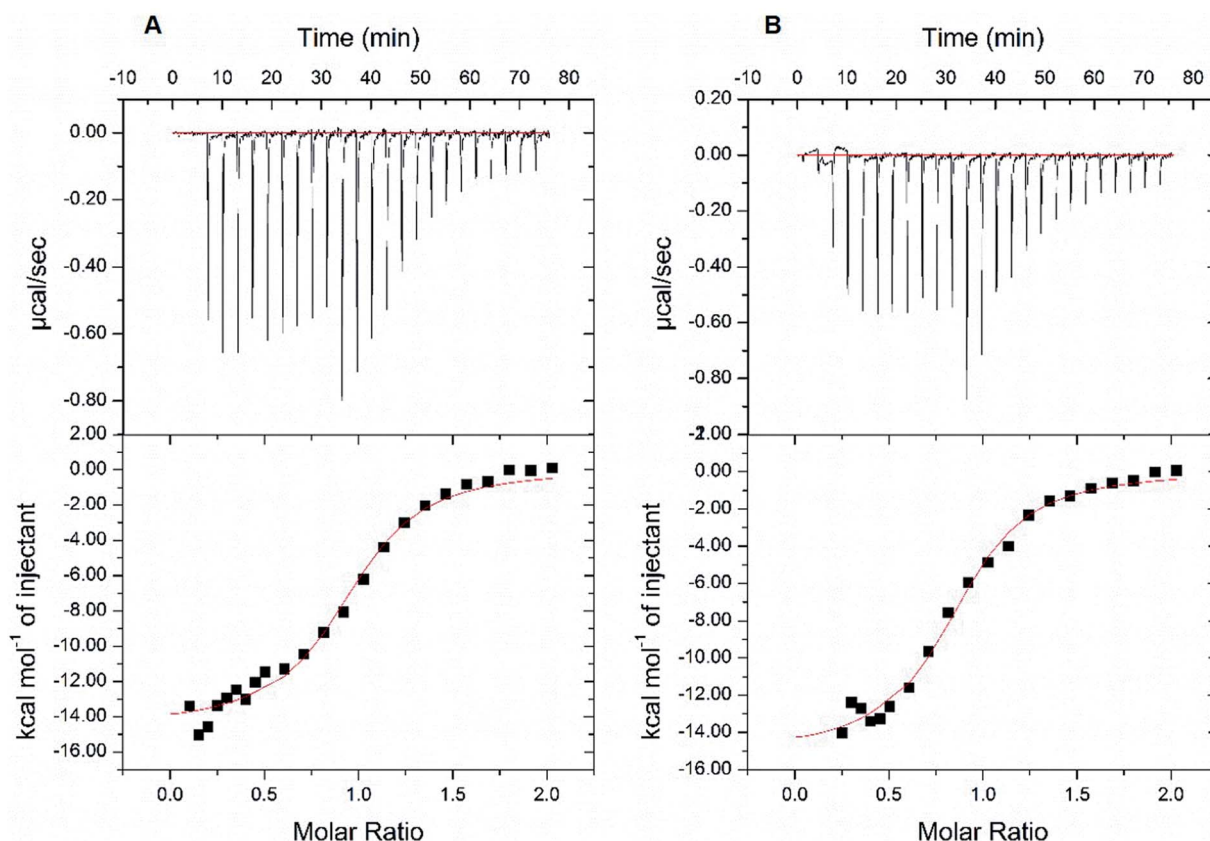 A
Time (min)
-10 0 10 20 30 40 50 60 70 80
0.00
-0.20
-0.40
-0.60
-0.80
µcal/sec
2.00
0.00
-2.00
-4.00
-6.00
-8.00
-10.00
-12.00
-14.00
-16.00
kcal mol⁻¹ of injectant
0.0 0.5 1.0 1.5 2.0
Molar Ratio
B
Time (min)
-10 0 10 20 30 40 50 60 70 80
0.20
0.00
-0.20
-0.40
-0.60
-0.80
µcal/sec
2.00
0.00
-2.00
-4.00
-6.00
-8.00
-10.00
-12.00
-14.00
-16.00
kcal mol⁻¹ of injectant
0.0 0.5 1.0 1.5 2.0
Molar Ratio